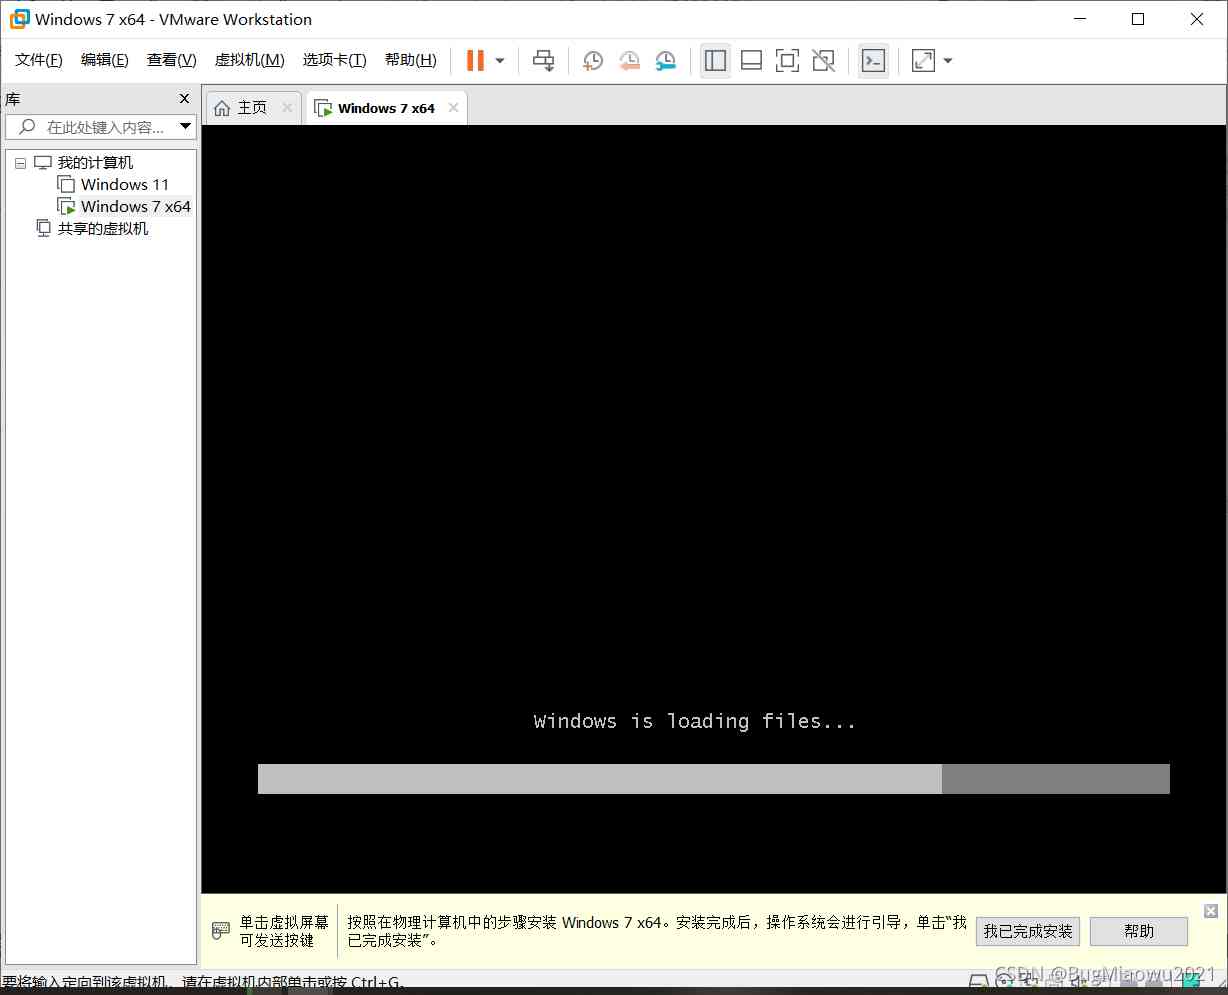 Windows 7 x64 - VMware Workstation
文件(F) 编辑(E) 查看(V) 虚拟机(M) 选项卡(T) 帮助(H)
库
在此处键入内容...
我的计算机
Windows 11
Windows 7 x64
共享的虚拟机
主页
Windows 7 x64
Windows is loading files...
单击虚拟屏幕
可发送按键
按照在物理计算机中的步骤安装 Windows 7 x64。安装完成后，操作系统会进行引导，单击“我
已完成安装”。
我已完成安装
帮助
要将输入定向到该虚拟机，请在虚拟机内部单击或按 Ctrl+G。
CSDN @BugMiaowu2021